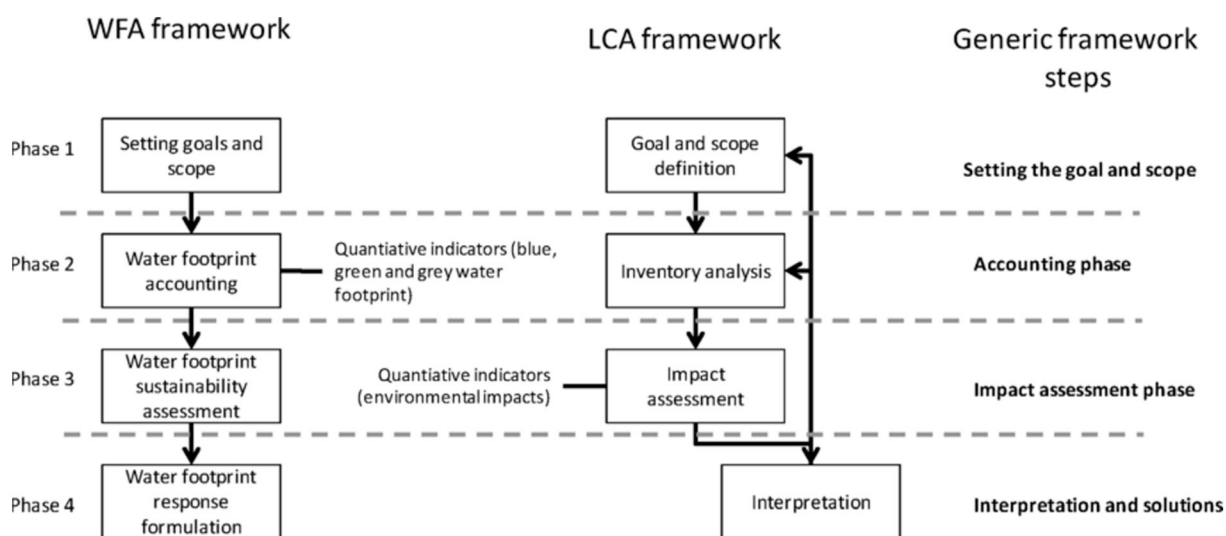 WFA framework
LCA framework
Generic framework
steps
Phase 1
Setting goals and
scope
Goal and scope
definition
Setting the goal and scope
Phase 2
Water footprint
accounting
Quantiative indicators (blue,
green and grey water
footprint)
Inventory analysis
Accounting phase
Phase 3
Water footprint
sustainability
assessment
Quantiative indicators
(environmental impacts)
Impact
assessment
Impact assessment phase
Phase 4
Water footprint
response
formulation
Interpretation
Interpretation and solutions